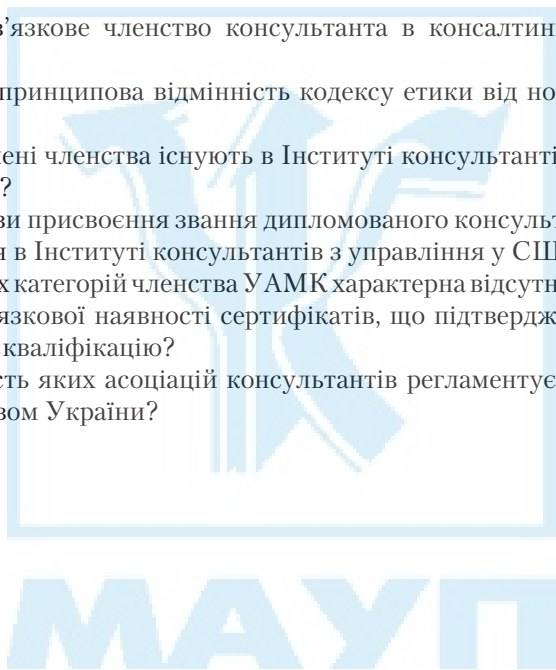 в’язкове членство консультанта в консалтин
принципова відмінність кодексу етики від но
ені членства існують в Інституті консультанті
?
ви присвоєння звання дипломованого консульт
я в Інституті консультантів з управління у СШ
х категорій членства УАМК характерна відсутн
язкової наявності сертифікатів, що підтвердж
кваліфікацію?
сть яких асоціацій консультантів регламентує
вом України?
МАУП